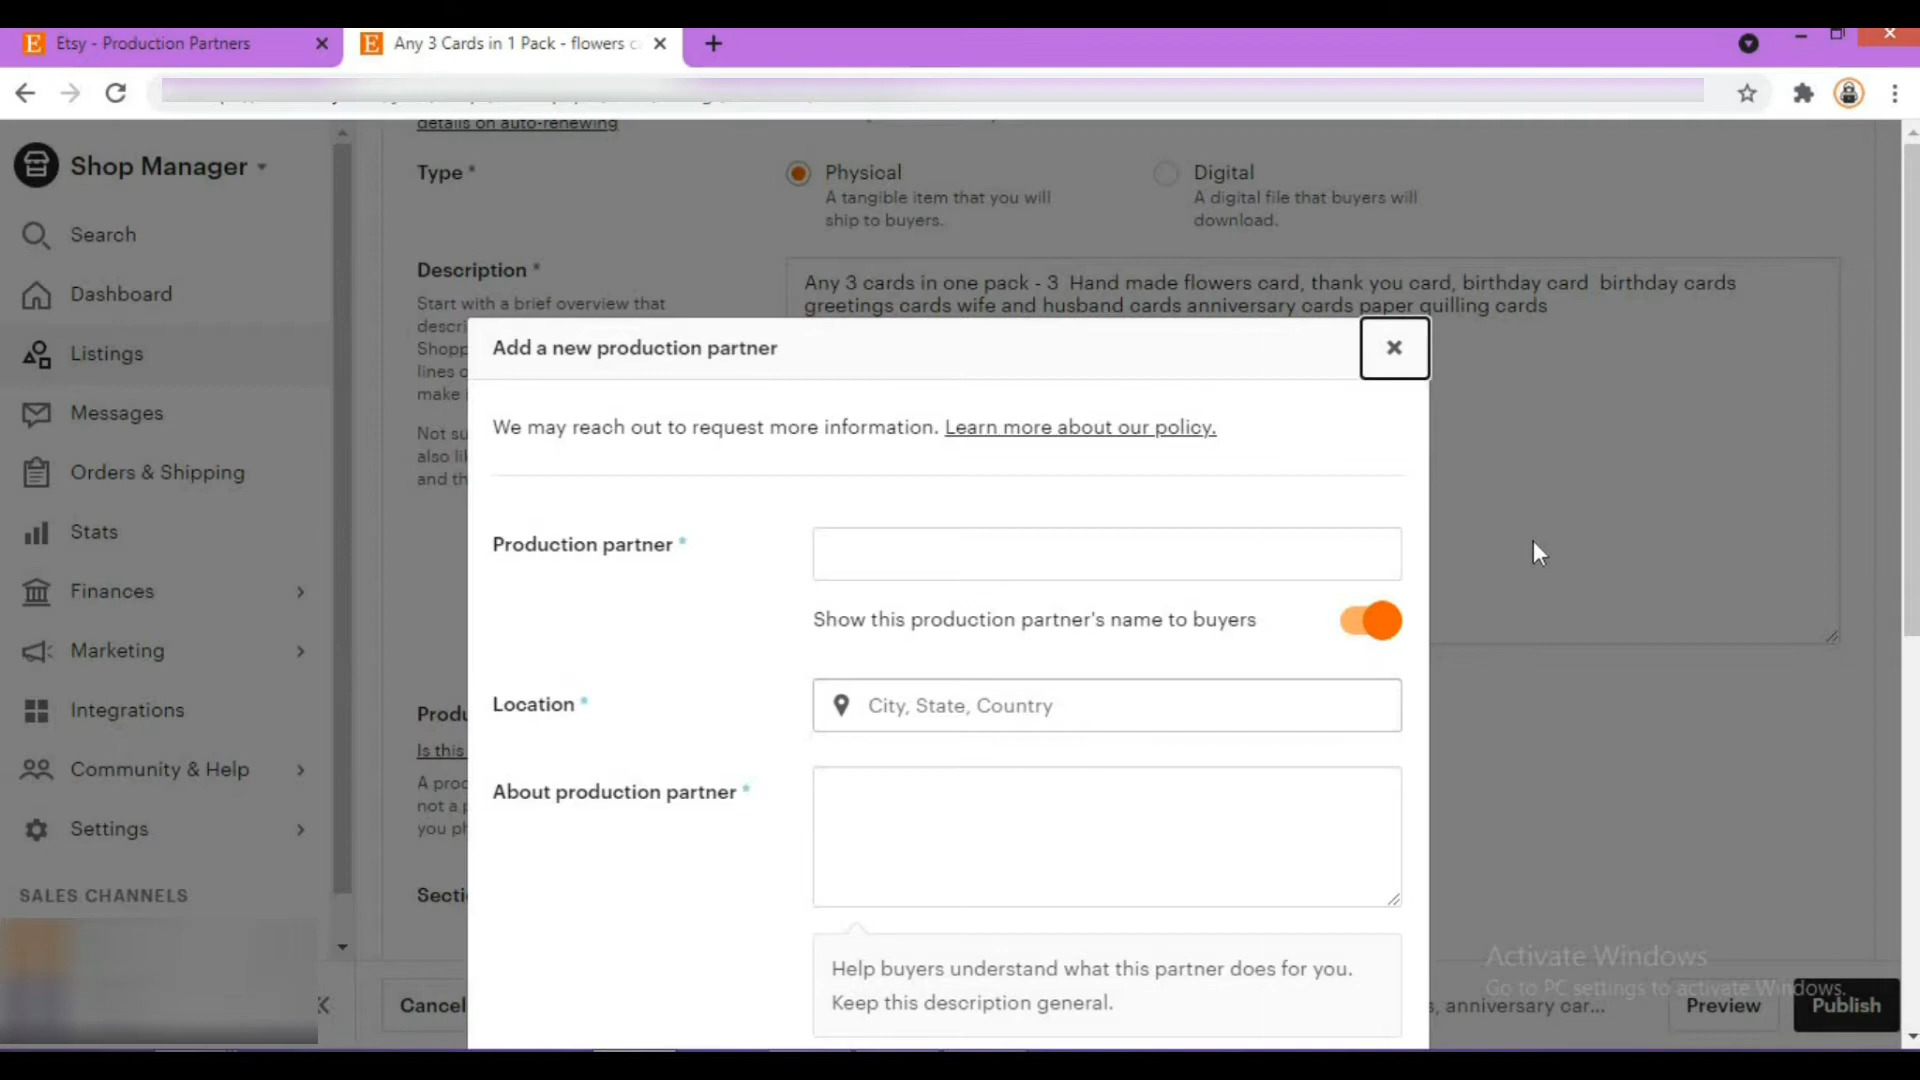 Etsy - Production Partners
Any 3 Cards in 1 Pack - flowers c
Shop Manager
Search
Dashboard
Listings
Messages
Orders & Shipping
Stats
Finances
Marketing
Integrations
Community & Help
Settings
SALES CHANNELS
details on auto-renewing
Type *
Physical
A tangible item that you will
ship to buyers.
Digital
A digital file that buyers will
download.
Description *
Start with a brief overview that
descri
Shopp
lines o
make
Not su
also li
and th
Any 3 cards in one pack - 3 Hand made flowers card, thank you card, birthday card birthday cards
greetings cards wife and husband cards anniversary cards paper quilling cards
Add a new production partner
We may reach out to request more information. Learn more about our policy.
Production partner *
Show this production partner's name to buyers
Location *
City, State, Country
About production partner *
Help buyers understand what this partner does for you.
Keep this description general.
Produ
Is this
A proc
not a p
you ph
Secti
Cancel
, anniversary car...
Preview
Publish
Activate Windows
Go to PC settings to activate Windows.